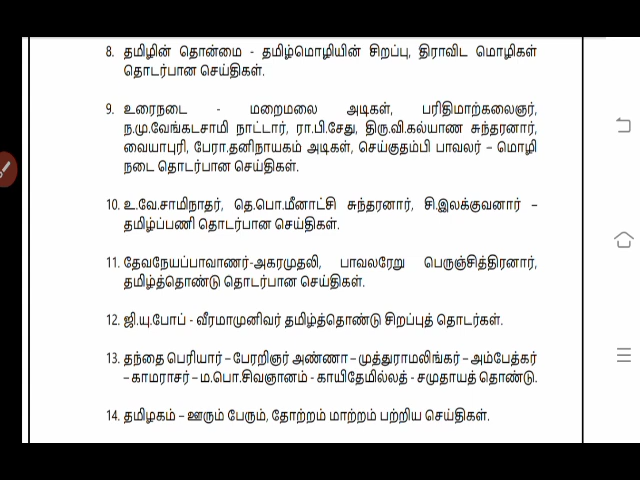 8. தமிழின் தொன்மை - தமிழ்மொழியின் சிறப்பு, திராவிட மொழிகள்
தொடர்பான செய்திகள்.
9. உரைநடை - மறைமலை அடிகள், பரிதிமாற்கலைஞர்,
ந.மு.வேங்கடசாமி நாட்டார், ரா.பி.சேது, திரு.வி.கல்யாண சுந்தரனார்,
வையாபுரி, பேரா.தனிநாயகம் அடிகள், செய்குதம்பி பாவலர் – மொழி
நடை தொடர்பான செய்திகள்.
10. உ.வே.சாமிநாதர், தெ.பொ.மீனாட்சி சுந்தரனார், சி.இலக்குவனார் –
தமிழ்ப்பணி தொடர்பான செய்திகள்.
11. தேவநேயப்பாவாணர்-அகரமுதலி, பாவலரேறு பெருஞ்சித்திரனார்,
தமிழ்த்தொண்டு தொடர்பான செய்திகள்.
12. ஜி.யு.போப் - வீரமாமுனிவர் தமிழ்த்தொண்டு சிறப்புத் தொடர்கள்.
13. தந்தை பெரியார் – பேரறிஞர் அண்ணா – முத்துராமலிங்கர் – அம்பேத்கர்
– காமராசர் – ம.பொ.சிவஞானம் - காயிதேமில்லத் - சமுதாயத் தொண்டு.
14. தமிழகம் – ஊரும் பேரும், தோற்றம் மாற்றம் பற்றிய செய்திகள்.